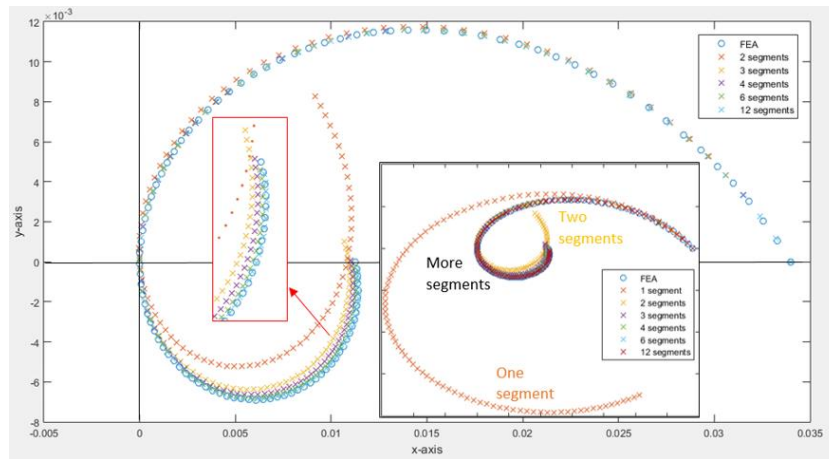 ×10⁻³
12
10
8
6
4
2
0
-2
-4
-6
-8
y-axis
-0.005
0
0.005
0.01
0.015
0.02
0.025
0.03
0.035
x-axis
FEA
2 segments
3 segments
4 segments
6 segments
12 segments
Two
segments
More
segments
One
segment
FEA
1 segment
2 segments
3 segments
4 segments
6 segments
12 segments